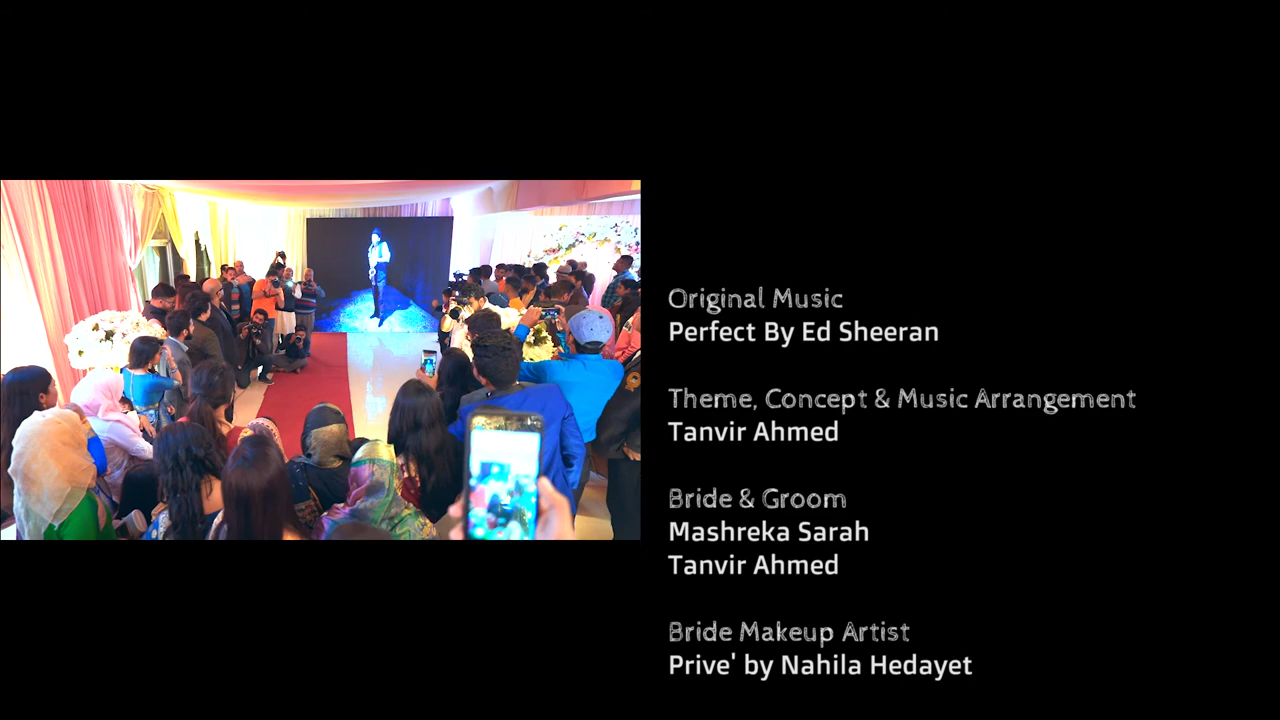 Original Music
Perfect By Ed Sheeran
Theme, Concept & Music Arrangement
Tanvir Ahmed
Bride & Groom
Mashreka Sarah
Tanvir Ahmed
Bride Makeup Artist
Prive' by Nahila Hedayet